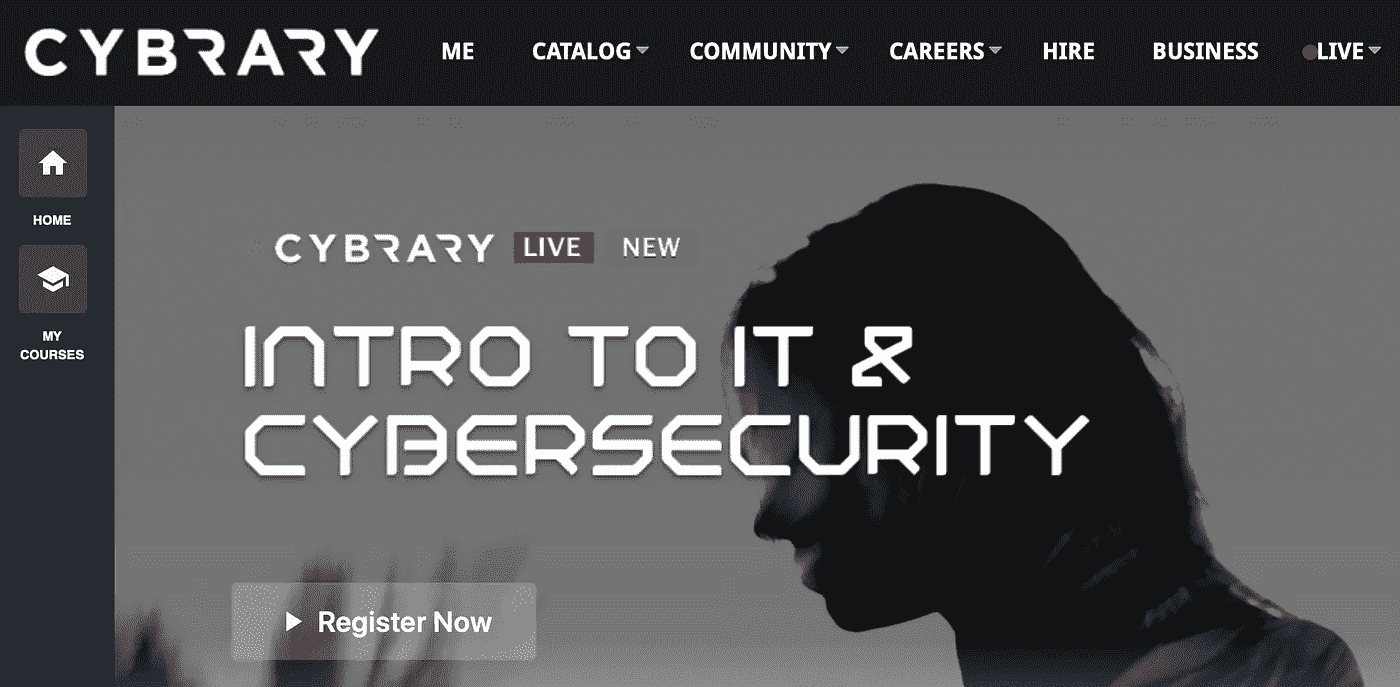 CYBRARY ME CATALOG COMMUNITY CAREERS HIRE BUSINESS LIVE
HOME
MY
COURSES
CYBRARY LIVE NEW
INTRO TO IT &
CYBERSECURITY
Register Now